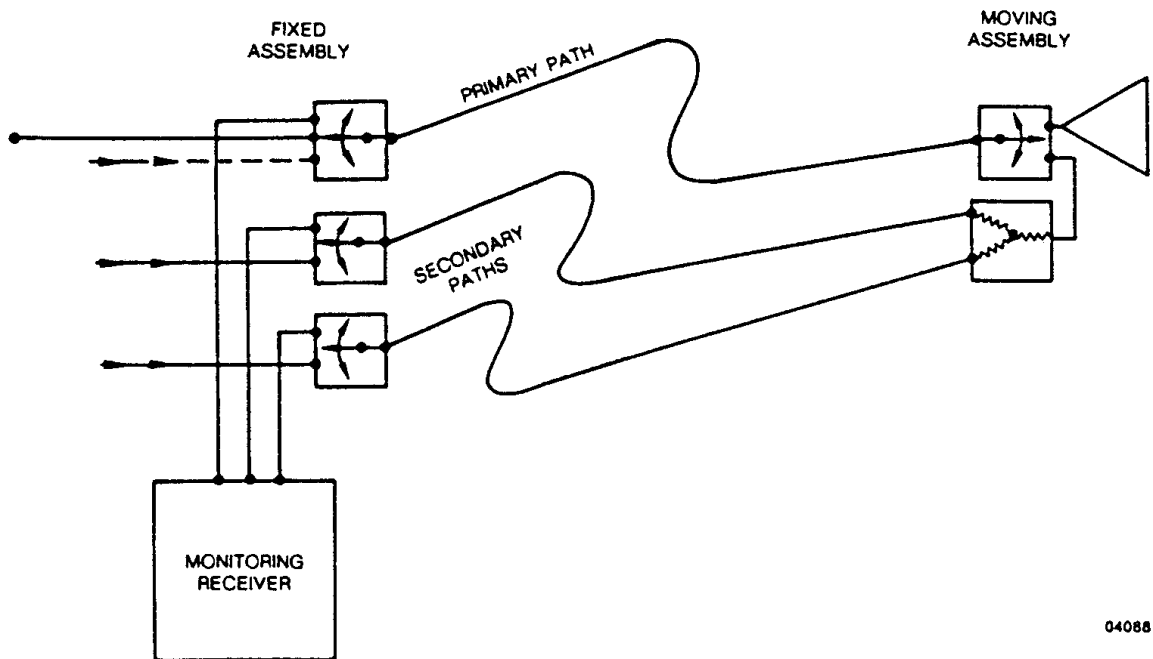 FIXED
ASSEMBLY
MOVING
ASSEMBLY
PRIMARY PATH
SECONDARY
PATHS
MONITORING
RECEIVER
04088